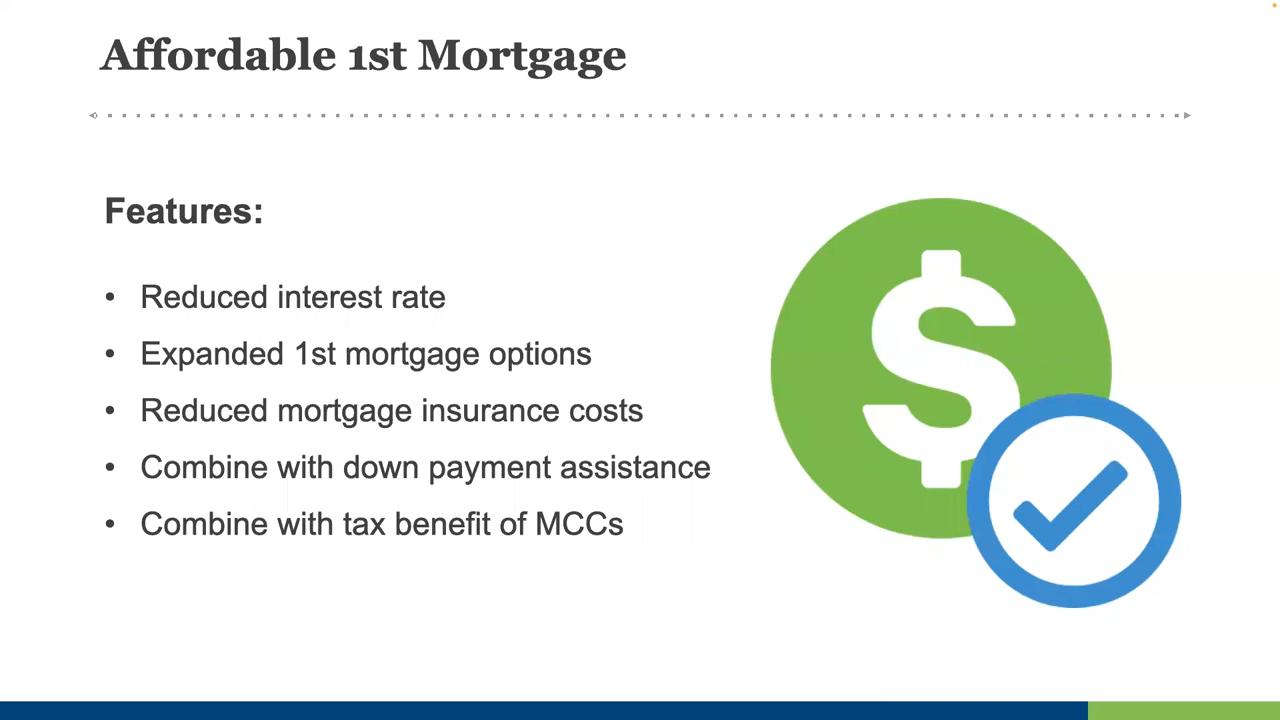 Affordable 1st Mortgage
Features:
• Reduced interest rate
• Expanded 1st mortgage options
• Reduced mortgage insurance costs
• Combine with down payment assistance
• Combine with tax benefit of MCCs
$